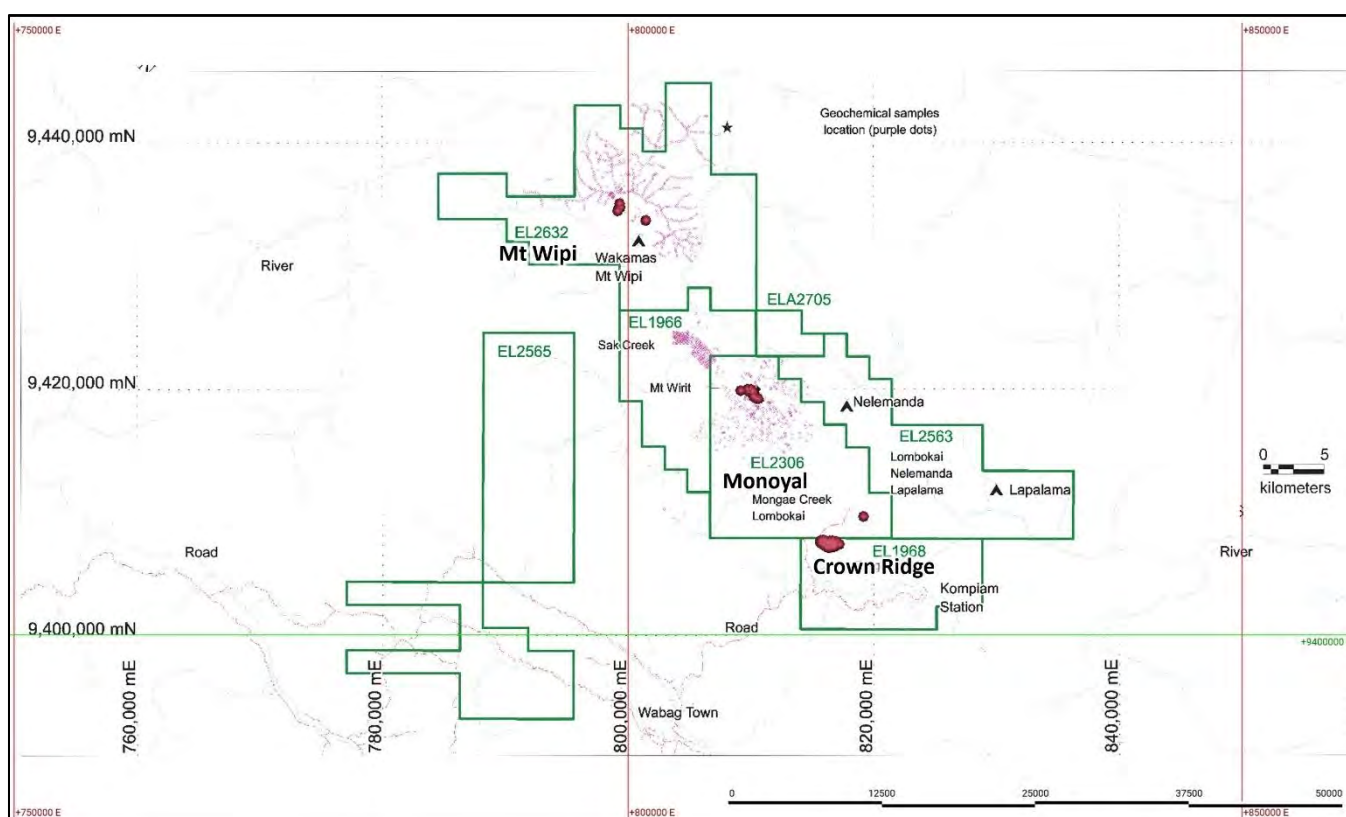 +750000 E
+800000 E
+850000 E
Geochemical samples
location (purple dots)
9,440,000 mN
EL2632
Mt Wipi
Wakamas
Mt Wipi
River
ELA2705
EL1966
Sak Creek
EL2565
9,420,000 mN
Mt Wirit
Nelemanda
EL2563
Lombokai
Nelemanda
Lapalama
0 5
kilometers
EL2306
Monoyal
Mongae Creek
Lombokai
Lapalama
Road
River
EL1968
Crown Ridge
Kompiam
Station
9,400,000 mN
Road
+9400000
760,000 mE
780,000 mE
800,000 mE
820,000 mE
840,000 mE
Wabag Town
0 12500 25000 37500 50000
+750000 E
+800000 E
+850000 E